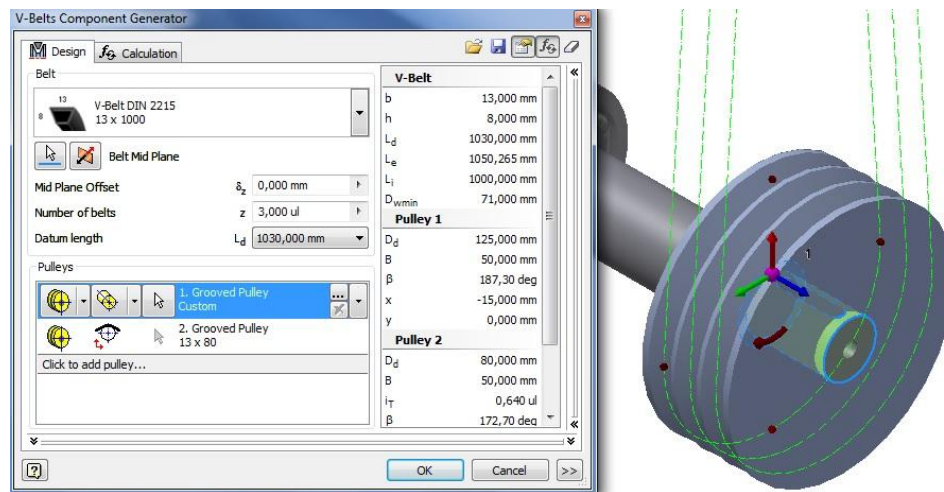 V-Belts Component Generator
Design
Calculation
Belt
13
8
V-Belt DIN 2215
13 x 1000
Belt Mid Plane
Mid Plane Offset δz 0,000 mm
Number of belts z 3,000 ul
Datum length Ld 1030,000 mm
Pulleys
1. Grooved Pulley
Custom
...
2. Grooved Pulley
13 x 80
Click to add pulley...
V-Belt
b 13,000 mm
h 8,000 mm
Ld 1030,000 mm
Le 1050,265 mm
Li 1000,000 mm
Dwmin 71,000 mm
Pulley 1
Dd 125,000 mm
B 50,000 mm
β 187,30 deg
x -15,000 mm
y 0,000 mm
Pulley 2
Dd 80,000 mm
B 50,000 mm
iT 0,640 ul
β 172,70 deg
?
OK
Cancel
>>
1